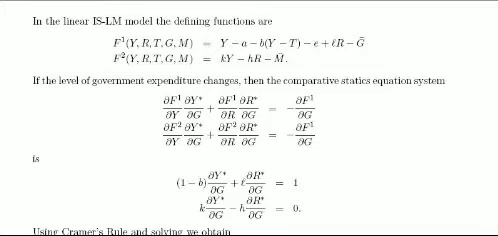 In the linear IS-LM model the defining functions are
F¹(Y, R, T, G, M) = Y − a − b(Y − T) − e + ℓR − Ḡ
F²(Y, R, T, G, M) = kY − hR − M̄.
If the level of government expenditure changes, then the comparative statics equation system
∂F¹/∂Y ∂Y*/∂G + ∂F¹/∂R ∂R*/∂G = − ∂F¹/∂G
∂F²/∂Y ∂Y*/∂G + ∂F²/∂R ∂R*/∂G = − ∂F¹/∂G
is
(1 − b) ∂Y*/∂G + ℓ ∂R*/∂G = 1
k ∂Y*/∂G − h ∂R*/∂G = 0.
Using Cramer's Rule and solving we obtain